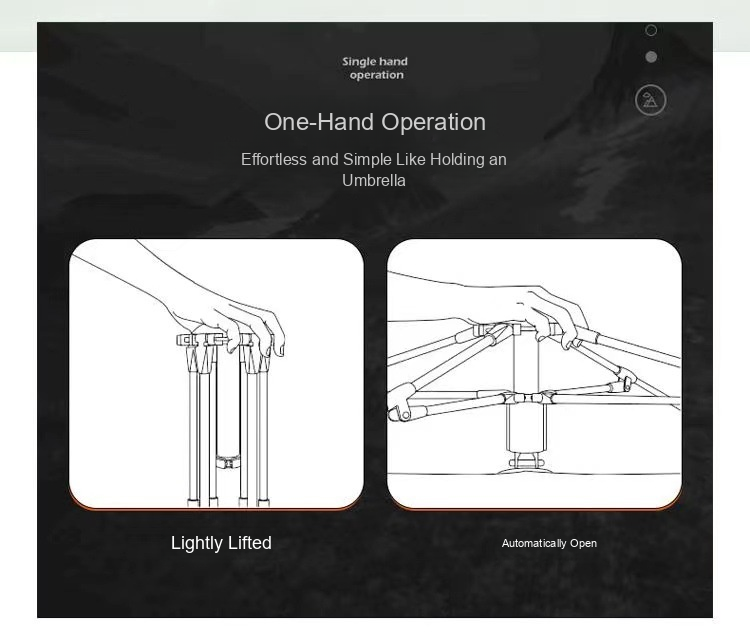 Single hand
operation
One-Hand Operation
Effortless and Simple Like Holding an
Umbrella
Lightly Lifted
Automatically Open